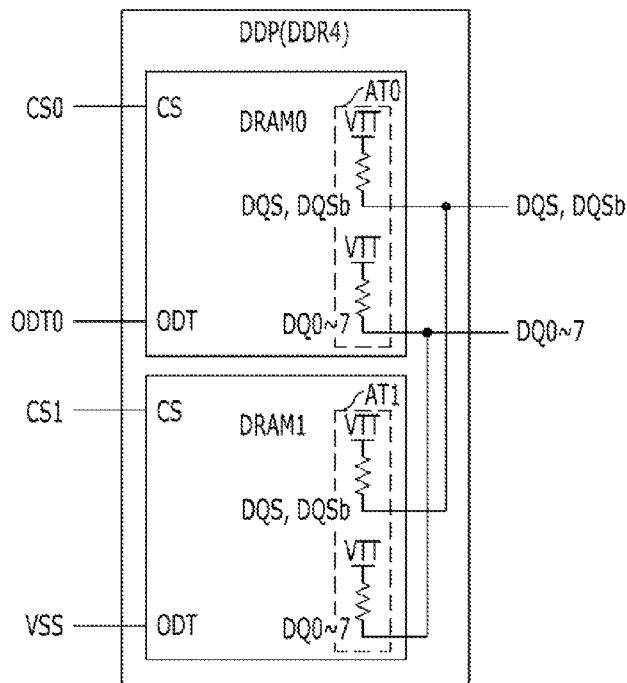 DDP(DDR4)
AT0
CS0
CS
DRAM0
VTT
DQS, DQSb
DQS, DQSb
VTT
ODT0
ODT
DQ0~7
DQ0~7
AT1
CS1
CS
DRAM1
VTT
DQS, DQSb
VTT
VSS
ODT
DQ0~7